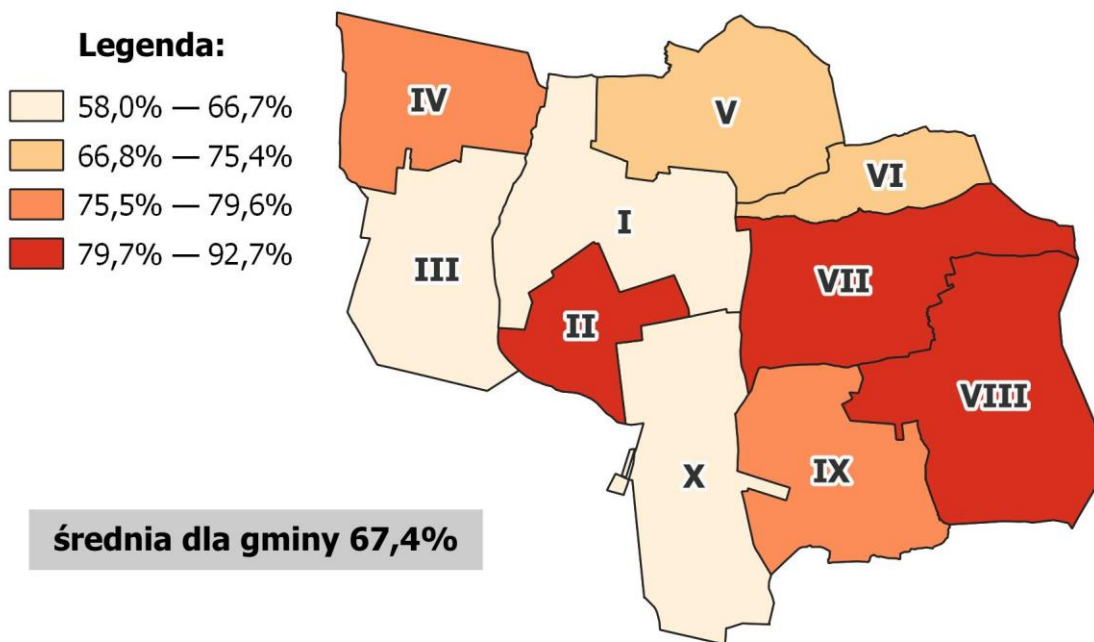 Legenda:
58,0% — 66,7%
66,8% — 75,4%
75,5% — 79,6%
79,7% — 92,7%
IV
V
VI
I
III
VII
II
VIII
X
IX
średnia dla gminy 67,4%